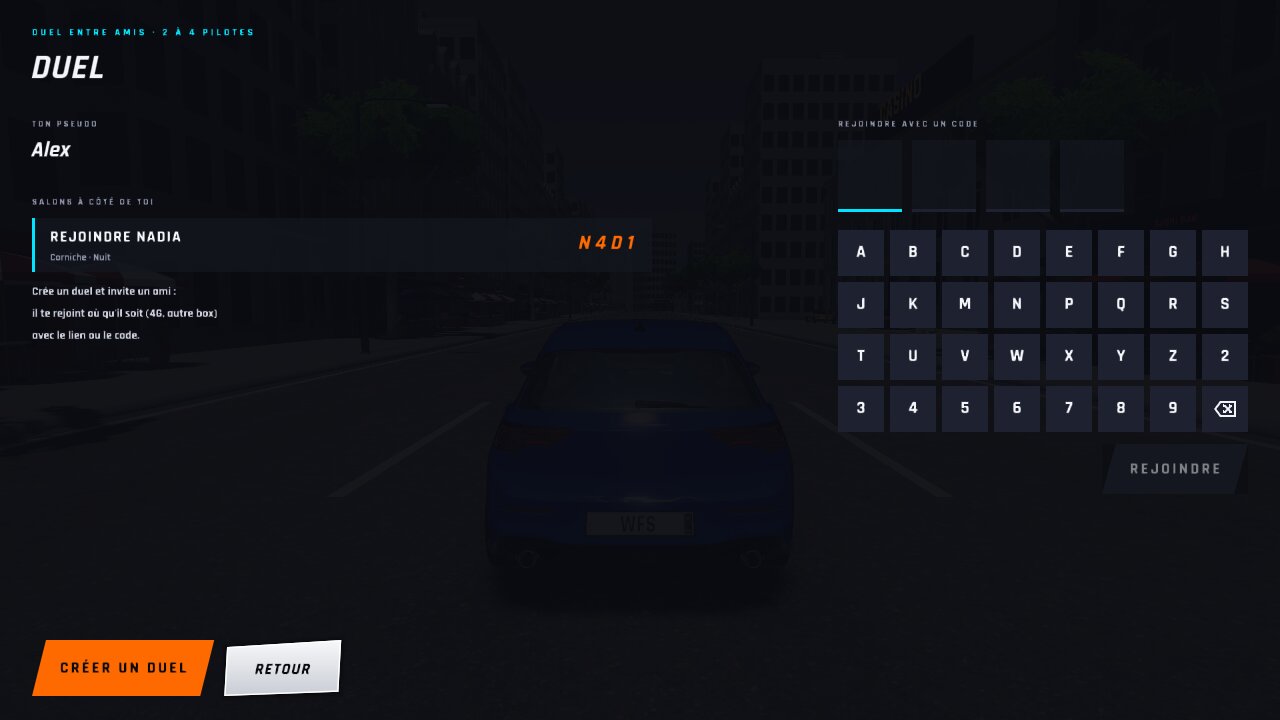 DUEL ENTRE AMIS · 2 À 4 PILOTES
DUEL
TON PSEUDO
Alex
SALONS À CÔTÉ DE TOI
REJOINDRE NADIA
N4D1
Corniche · Nuit
Crée un duel et invite un ami :
il te rejoint où qu'il soit (4G, autre box)
avec le lien ou le code.
REJOINDRE AVEC UN CODE
A B C D E F G H
J K M N P Q R S
T U V W X Y Z 2
3 4 5 6 7 8 9
REJOINDRE
CASINO
WFS
CRÉER UN DUEL
RETOUR